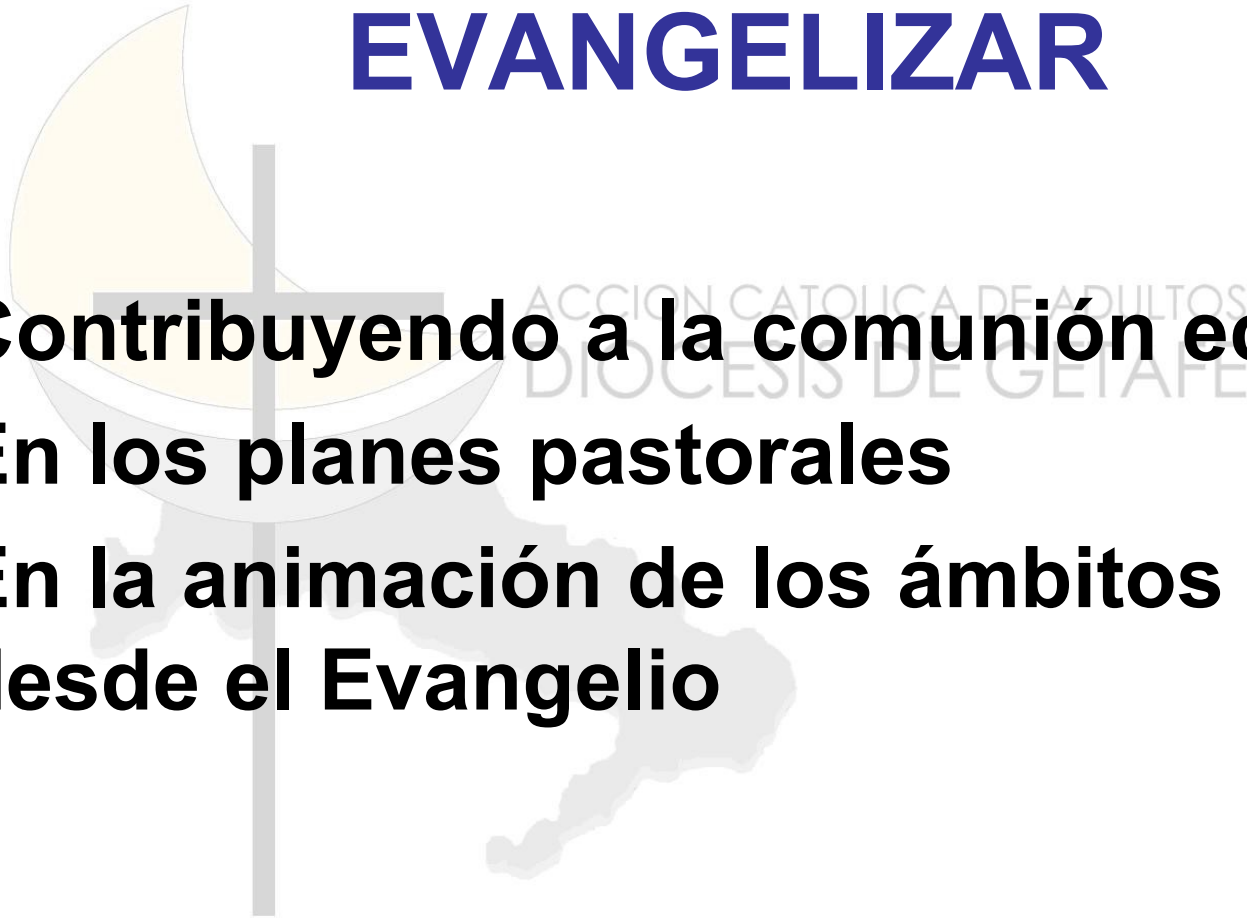 EVANGELIZAR
ACCION CATOLICA DE ADULTOS
Contribuyendo a la comunión
DIOCESIS DE GETAFE
En los planes pastorales
En la animación de los ámbitos
desde el Evangelio